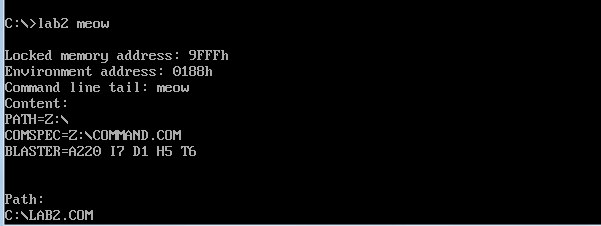 C:\>lab2 meow
Locked memory address: 9FFFh
Environment address: 0188h
Command line tail: meow
Content:
PATH=Z:\
COMSPEC=Z:\COMMAND.COM
BLASTER=A220 I7 D1 H5 T6
Path:
C:\LAB2.COM